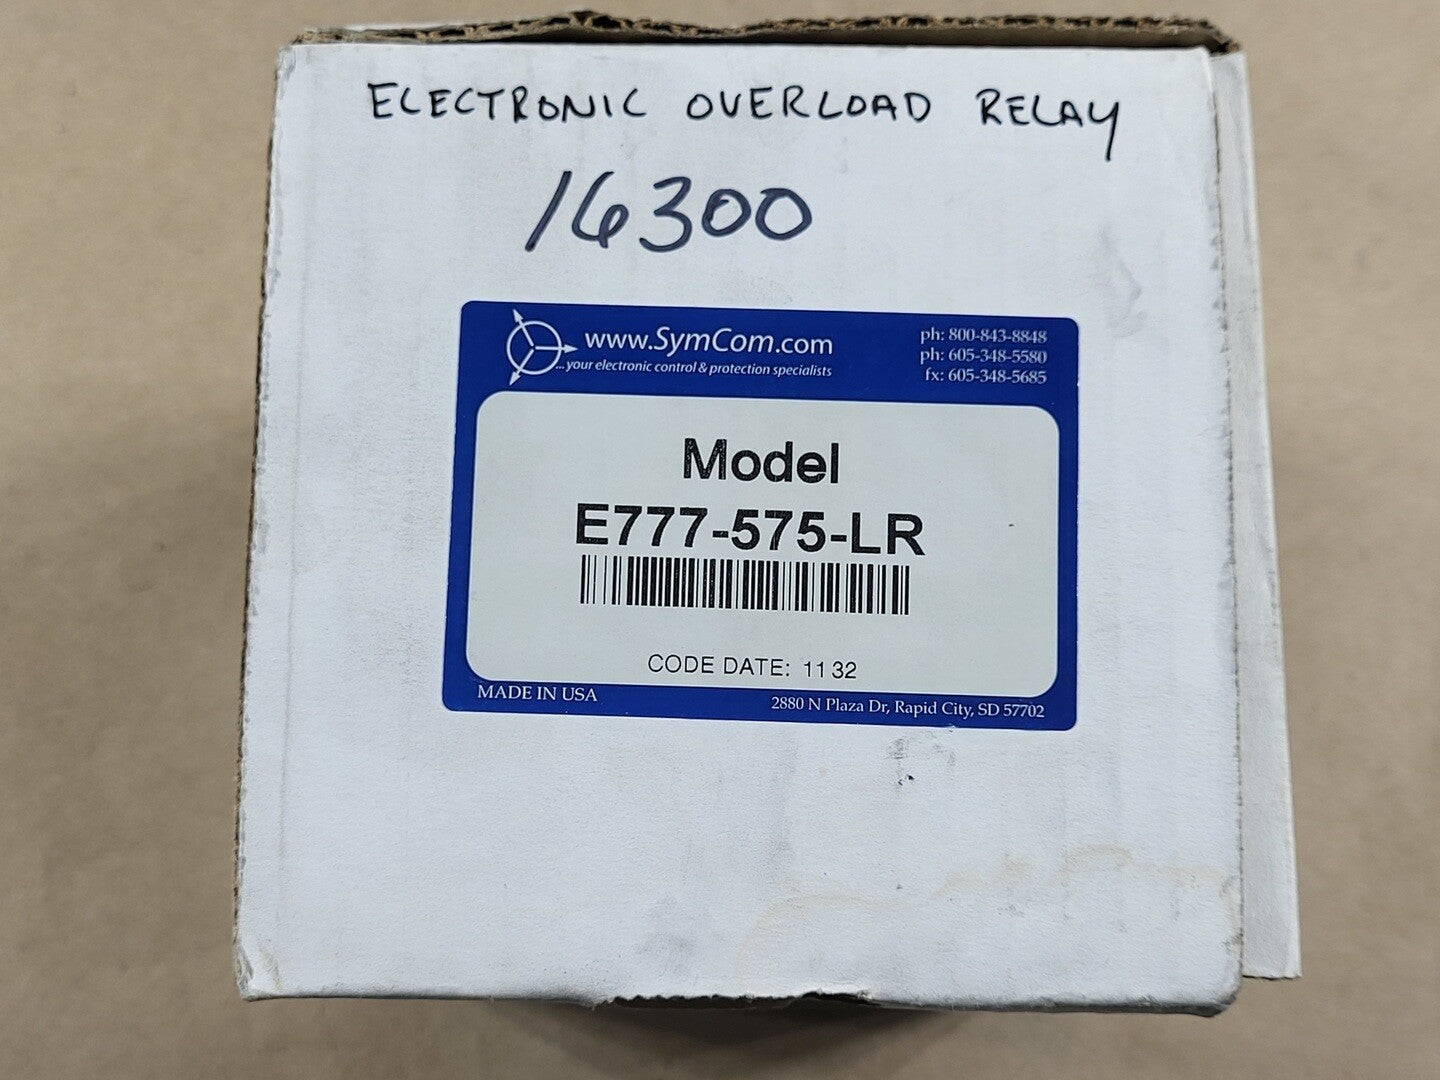 ELECTRONIC OVERLOAD RELAY
16300
www.SymCom.com
...your electronic control & protection specialists
ph: 800-843-8848
ph: 605-348-5580
fx: 605-348-5685
Model
E777-575-LR
CODE DATE: 1132
MADE IN USA
2880 N Plaza Dr, Rapid City, SD 57702